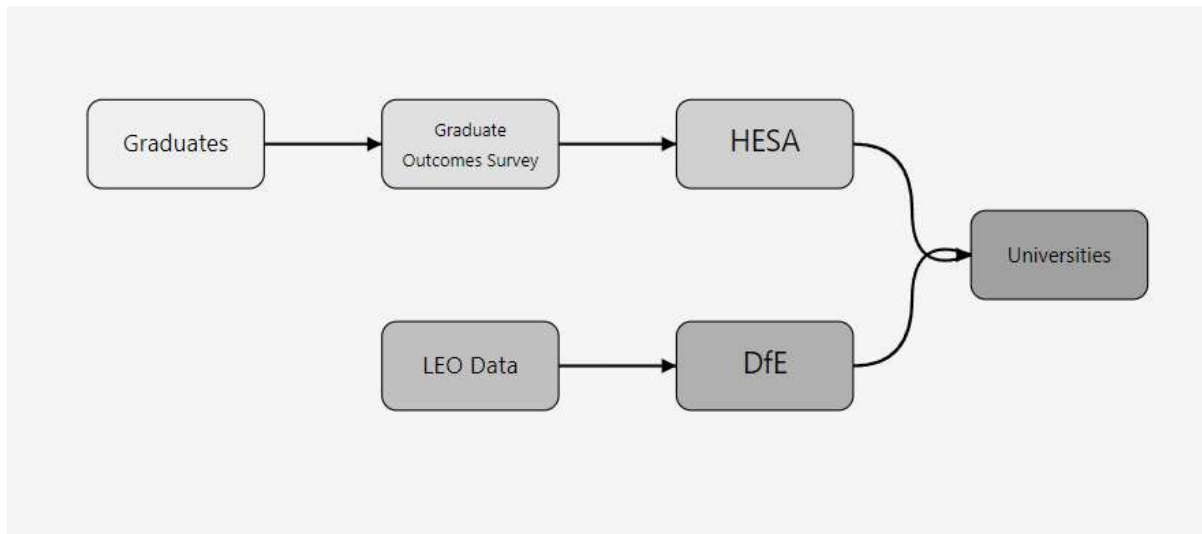 Graduates
Graduate
Outcomes Survey
HESA
Universities
LEO Data
DfE